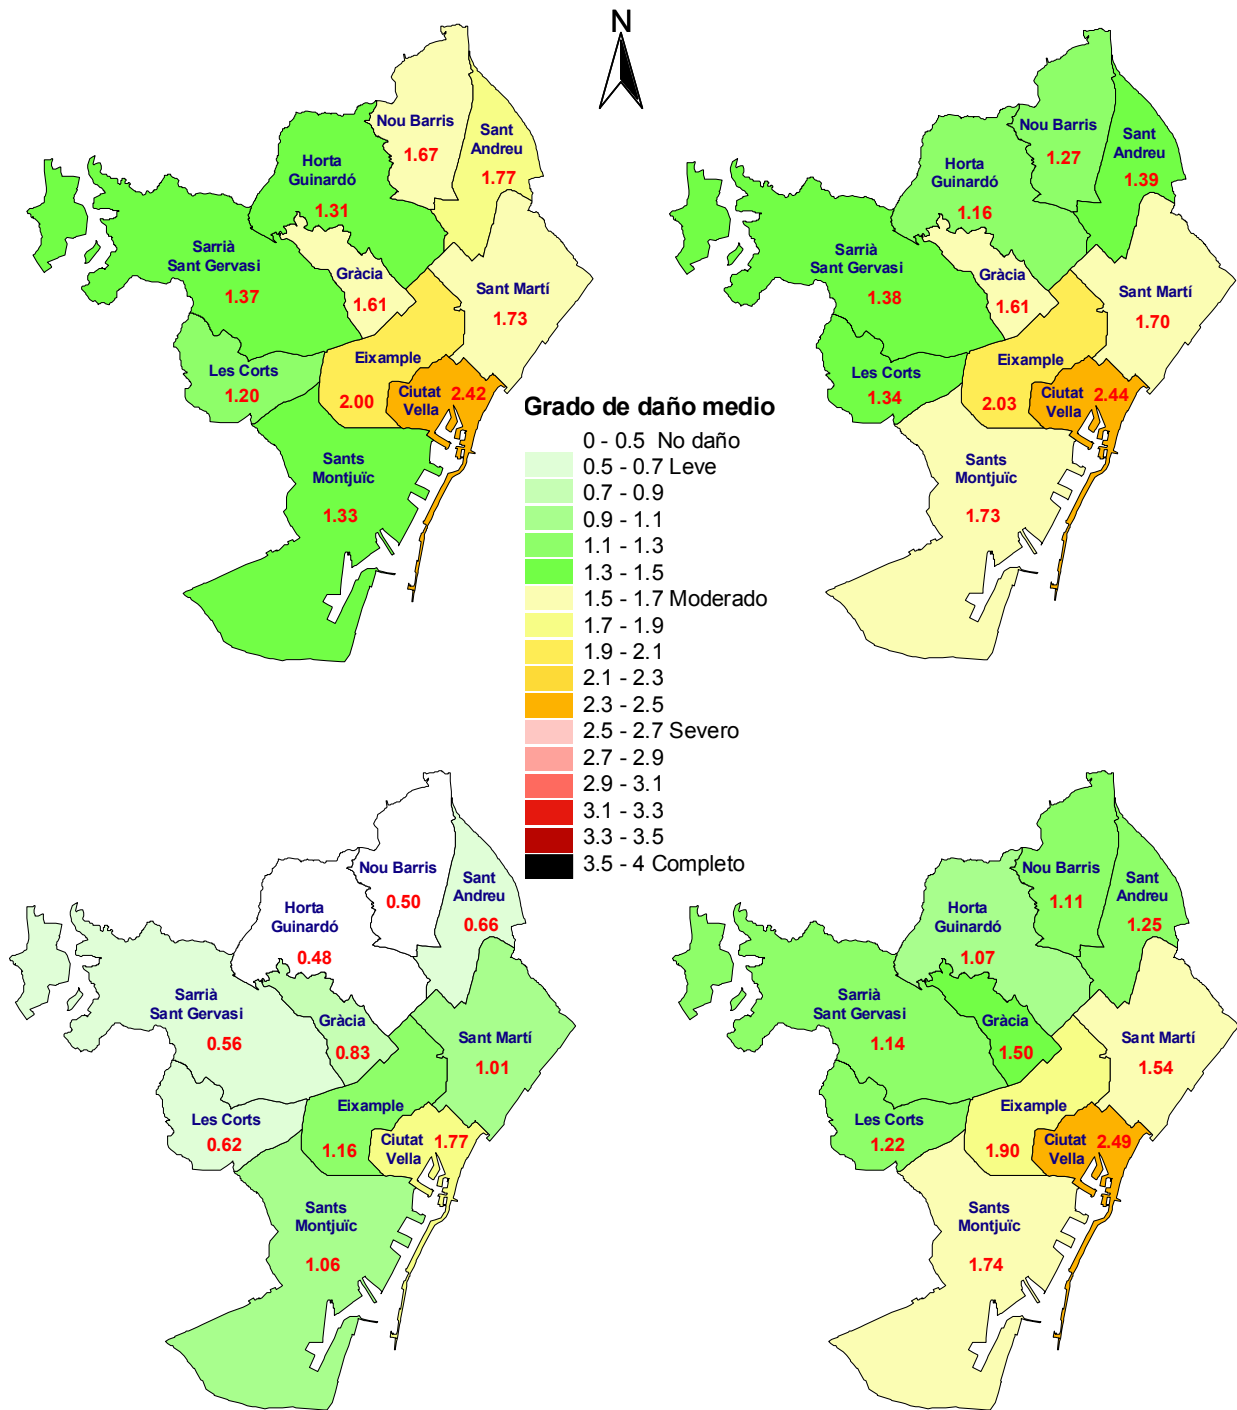 N
Nou Barris
1.67
Sant
Andreu
1.77
Horta
Guinardó
1.31
Sarrià
Sant Gervasi
1.37
Gràcia
1.61
Sant Martí
1.73
Les Corts
1.20
Eixample
2.00
Ciutat
Vella
2.42
Sants
Montjuïc
1.33
Nou Barris
1.27
Sant
Andreu
1.39
Horta
Guinardó
1.16
Sarrià
Sant Gervasi
1.38
Gràcia
1.61
Sant Martí
1.70
Les Corts
1.34
Eixample
2.03
Ciutat
Vella
2.44
Sants
Montjuïc
1.73
Grado de daño medio
0 - 0.5 No daño
0.5 - 0.7 Leve
0.7 - 0.9
0.9 - 1.1
1.1 - 1.3
1.3 - 1.5
1.5 - 1.7 Moderado
1.7 - 1.9
1.9 - 2.1
2.1 - 2.3
2.3 - 2.5
2.5 - 2.7 Severo
2.7 - 2.9
2.9 - 3.1
3.1 - 3.3
3.3 - 3.5
3.5 - 4 Completo
Nou Barris
0.50
Sant
Andreu
0.66
Horta
Guinardó
0.48
Sarrià
Sant Gervasi
0.56
Gràcia
0.83
Sant Martí
1.01
Les Corts
0.62
Eixample
1.16
Ciutat
Vella
1.77
Sants
Montjuïc
1.06
Nou Barris
1.11
Sant
Andreu
1.25
Horta
Guinardó
1.07
Sarrià
Sant Gervasi
1.14
Gràcia
1.50
Sant Martí
1.54
Les Corts
1.22
Eixample
1.90
Ciutat
Vella
2.49
Sants
Montjuïc
1.74